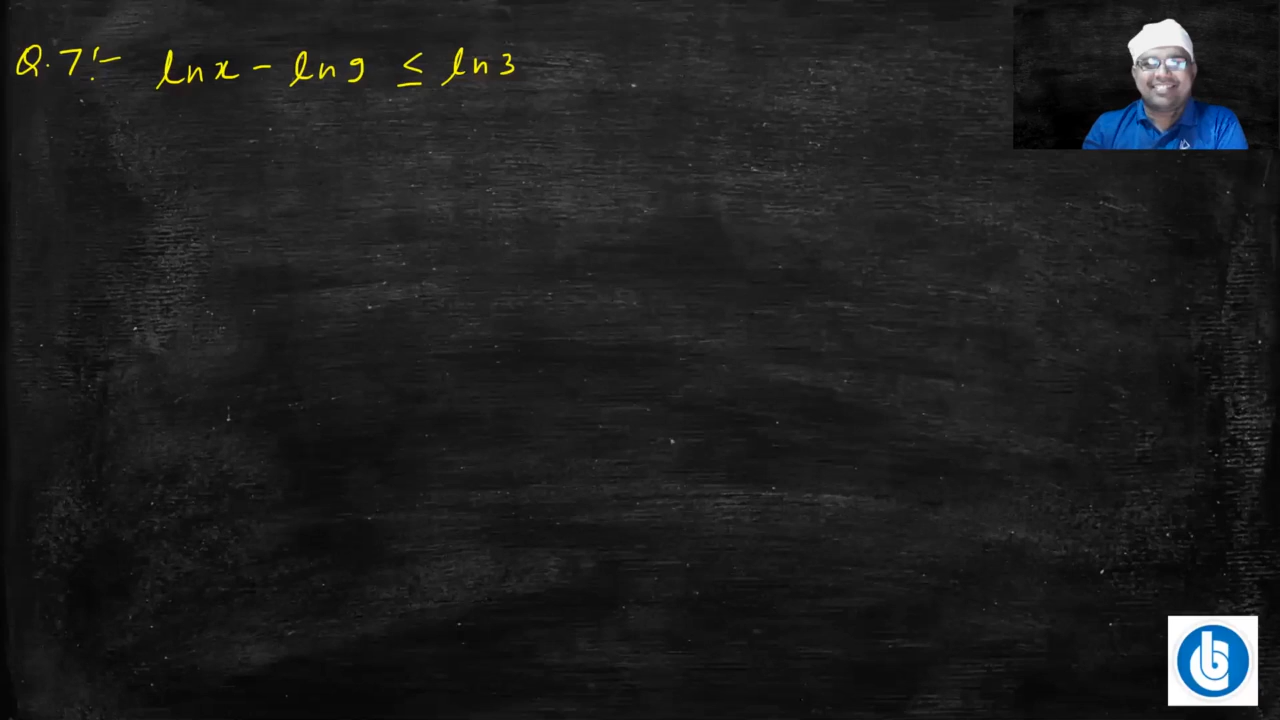 Q.7:- ln x - ln 9 ≤ ln 3